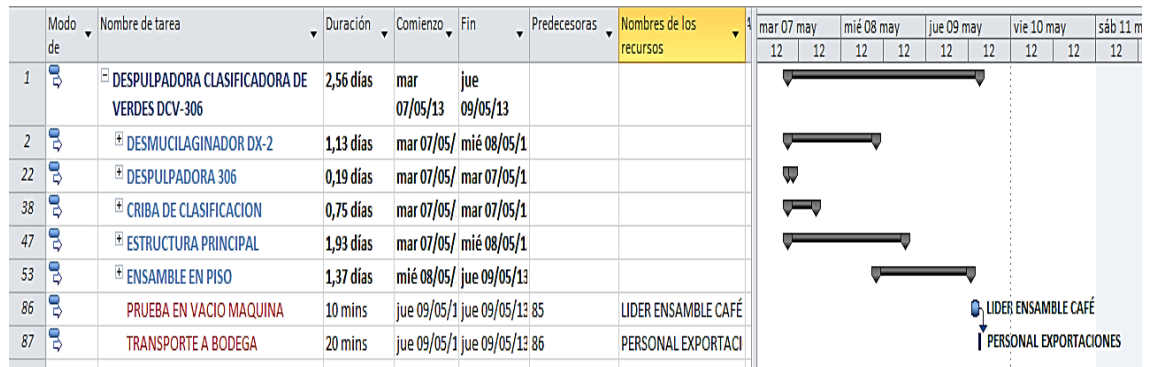 Modo de
Nombre de tarea
Duración
Comienzo
Fin
Predecesoras
Nombres de los recursos
mar 07 may mié 08 may jue 09 may vie 10 may sáb 11 m
12 12 12 12 12 12 12 12 12
1 DESPULPADORA CLASIFICADORA DE VERDES DCV-306 2,56 días mar 07/05/13 jue 09/05/13
2 DESMUCILAGINADOR DX-2 1,13 días mar 07/05/ mié 08/05/1
22 DESPULPADORA 306 0,19 días mar 07/05/ mar 07/05/1
38 CRIBA DE CLASIFICACION 0,75 días mar 07/05/ mar 07/05/1
47 ESTRUCTURA PRINCIPAL 1,93 días mar 07/05/ mié 08/05/1
53 ENSAMBLE EN PISO 1,37 días mié 08/05/ jue 09/05/13
86 PRUEBA EN VACIO MAQUINA 10 mins jue 09/05/1 jue 09/05/13 85 LIDER ENSAMBLE CAFÉ LIDER ENSAMBLE CAFÉ
87 TRANSPORTE A BODEGA 20 mins jue 09/05/1 jue 09/05/13 86 PERSONAL EXPORTACI PERSONAL EXPORTACIONES